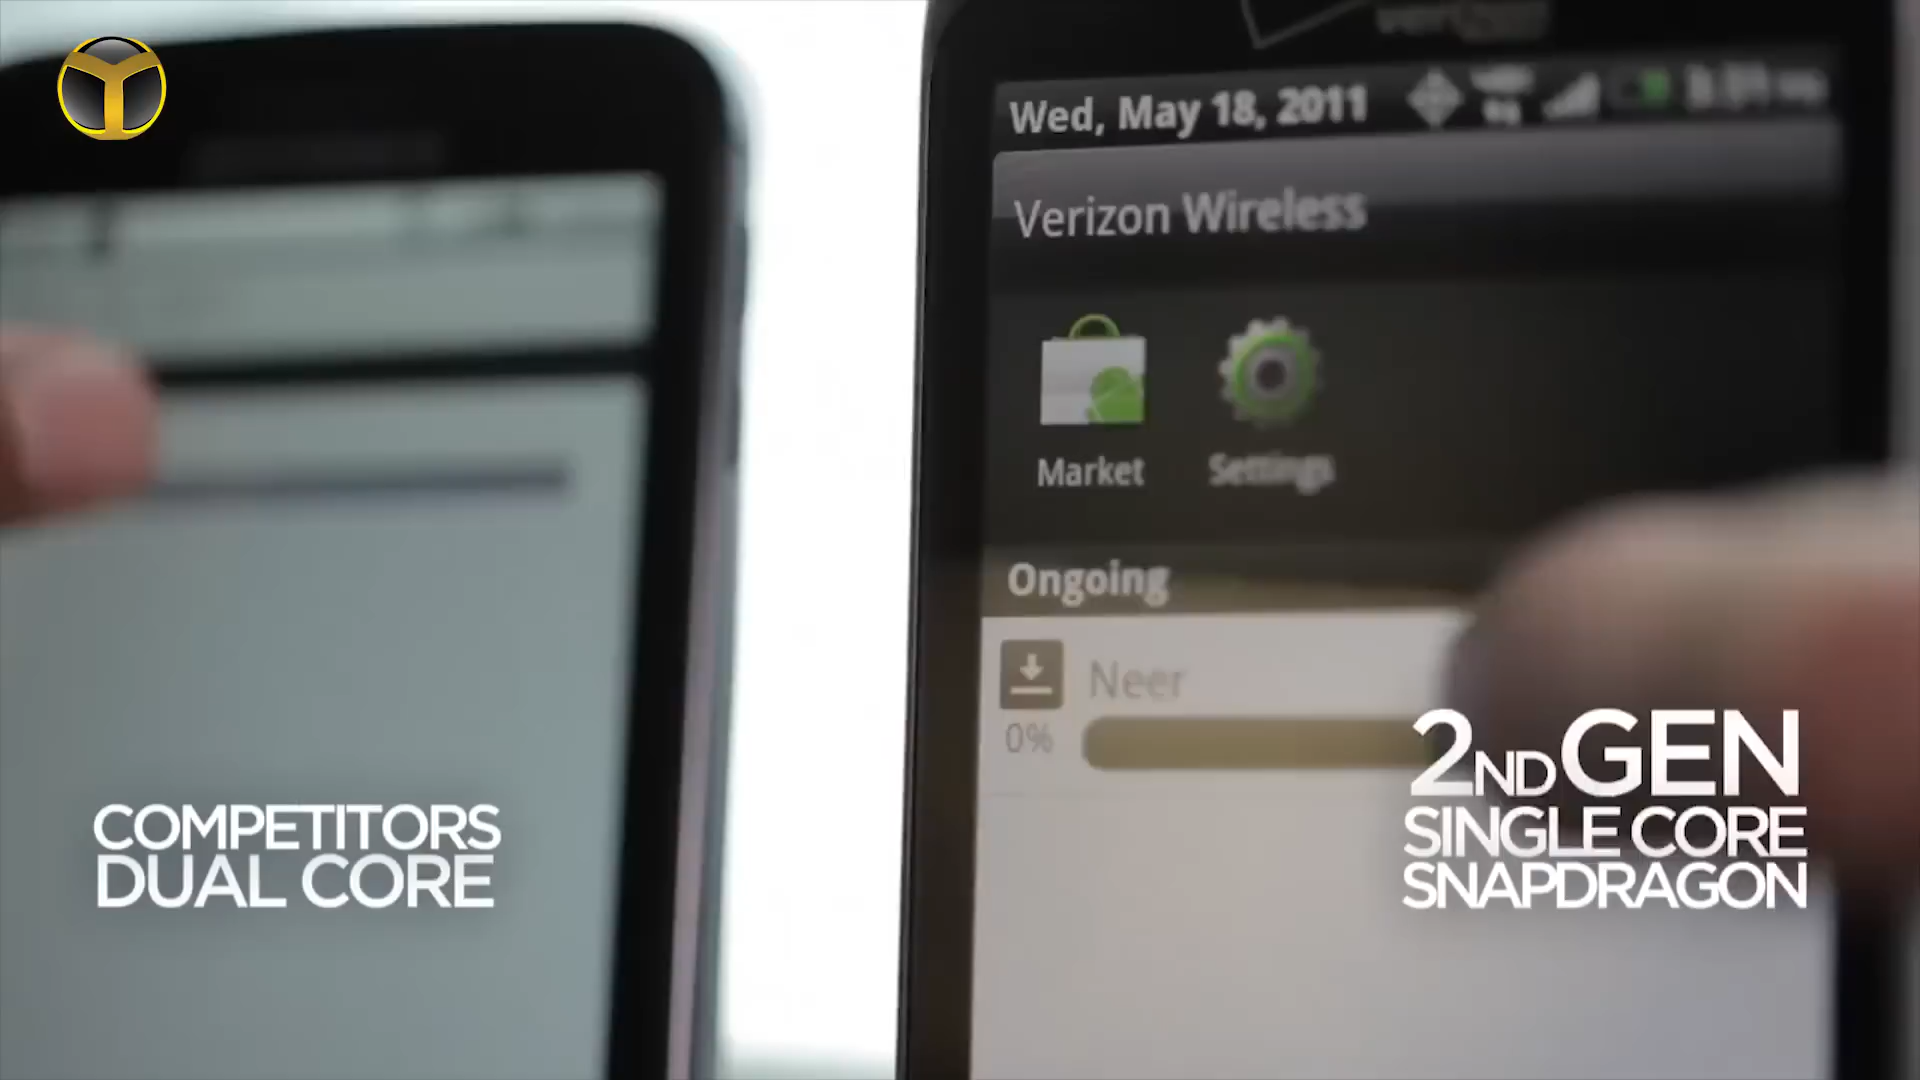 verizon
Wed, May 18, 2011
Verizon Wireless
Market
Settings
Ongoing
Neer
0%
COMPETITORS
DUAL CORE
2ND GEN
SINGLE CORE
SNAPDRAGON